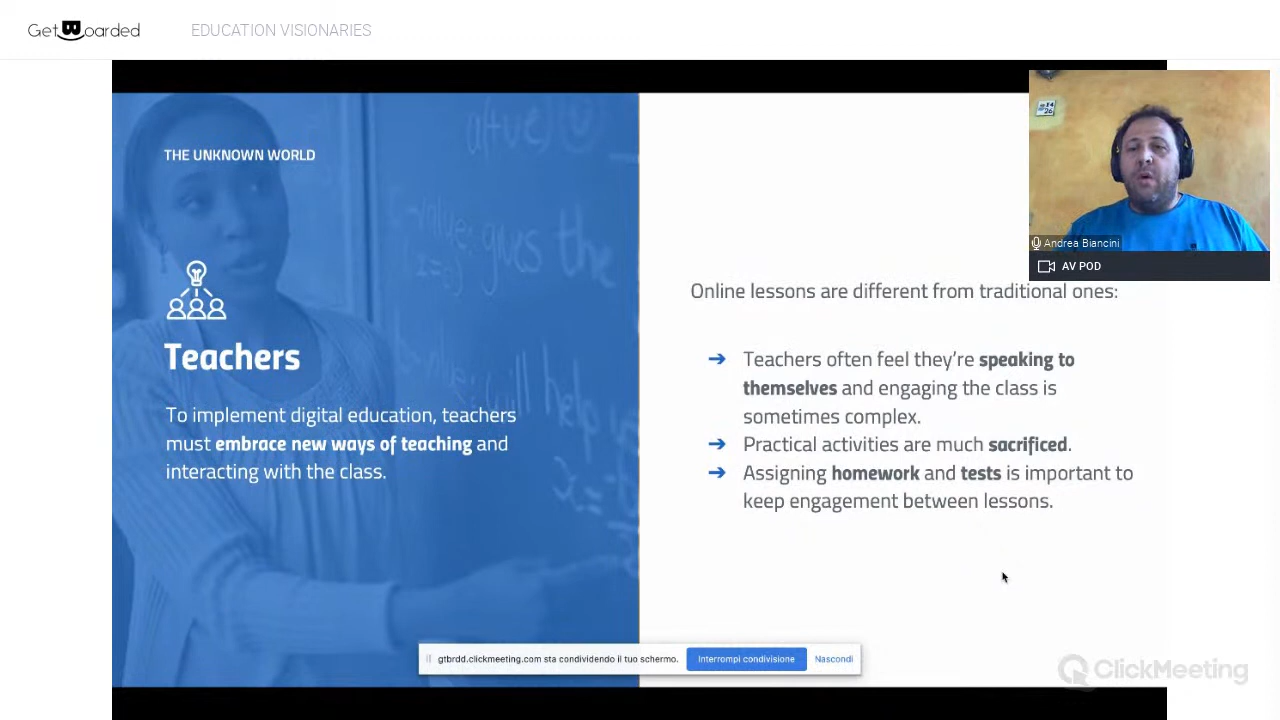 GetBoarded
EDUCATION VISIONARIES
THE UNKNOWN WORLD
Teachers
To implement digital education, teachers
must embrace new ways of teaching and
interacting with the class.
Online lessons are different from traditional ones:
➔ Teachers often feel they're speaking to
themselves and engaging the class is
sometimes complex.
➔ Practical activities are much sacrificed.
➔ Assigning homework and tests is important to
keep engagement between lessons.
Andrea Biancini
AV POD
gtbrdd.clickmeeting.com sta condividendo il tuo schermo.
Interrompi condivisione
Nascondi
ClickMeeting